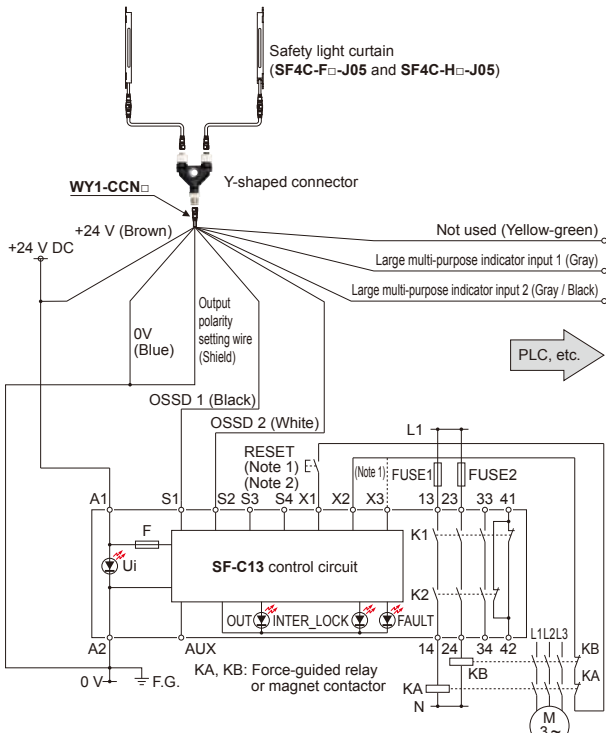 Safety light curtain
(SF4C-F□-J05 and SF4C-H□-J05)
Y-shaped connector
WY1-CCN□
+24 V (Brown)
Not used (Yellow-green)
+24 V DC
Large multi-purpose indicator input 1 (Gray)
Large multi-purpose indicator input 2 (Gray / Black)
Output
polarity
setting wire
(Shield)
0V
(Blue)
PLC, etc.
OSSD 1 (Black)
OSSD 2 (White)
L1
RESET
(Note 1)
(Note 2)
(Note 1)
FUSE1
FUSE2
A1 S1 S2 S3 S4 X1 X2 X3 13 23 33 41
F
K1
Ui
SF-C13 control circuit
K2
OUT INTER_LOCK FAULT
A2 AUX 14 24 34 42
L1L2L3
KA, KB: Force-guided relay
or magnet contactor
KB
KB
KA
KA
0 V
F.G.
N
M
3~